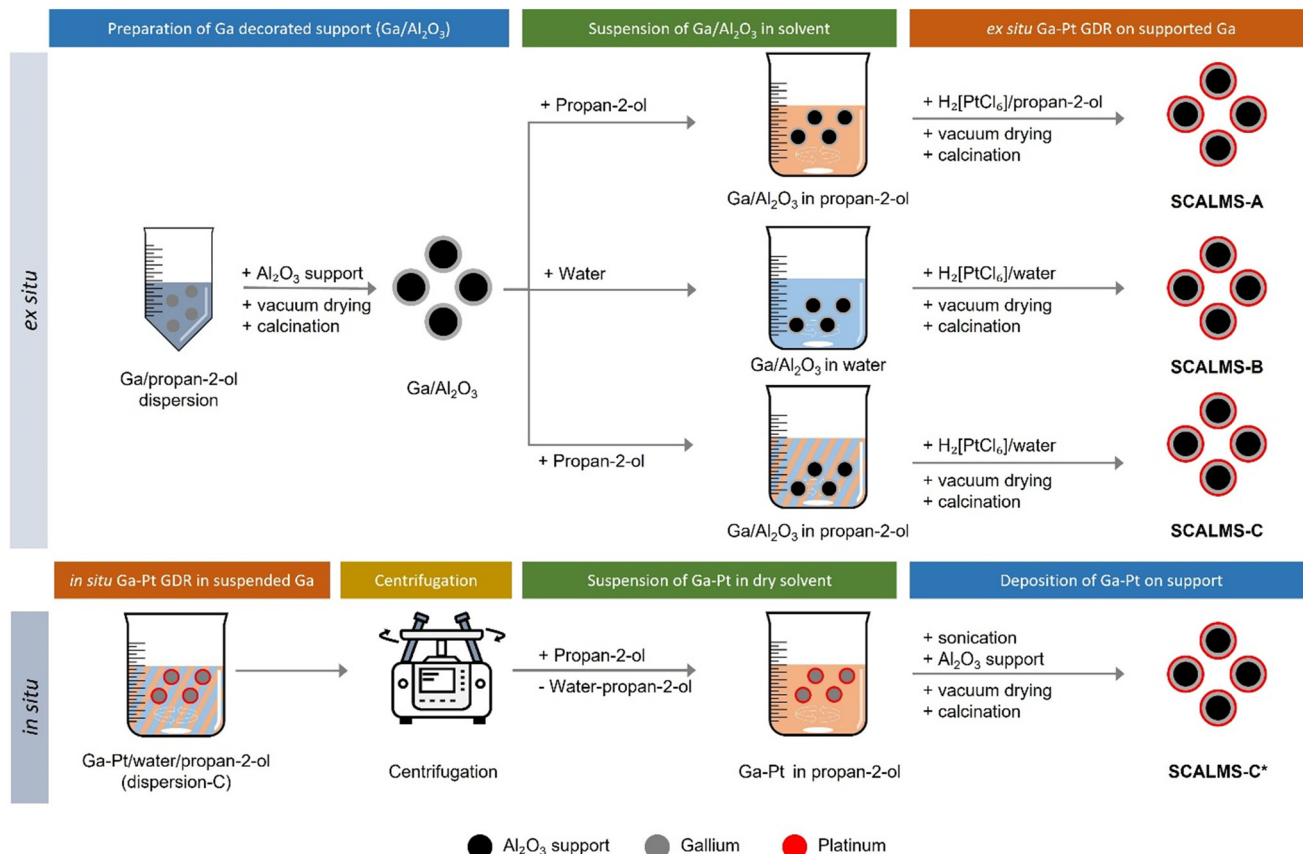 Preparation of Ga decorated support (Ga/Al₂O₃)
Suspension of Ga/Al₂O₃ in solvent
ex situ Ga-Pt GDR on supported Ga
ex situ
+ Propan-2-ol
Ga/Al₂O₃ in propan-2-ol
+ H₂[PtCl₆]/propan-2-ol
+ vacuum drying
+ calcination
SCALMS-A
Ga/propan-2-ol
dispersion
+ Al₂O₃ support
+ vacuum drying
+ calcination
Ga/Al₂O₃
+ Water
Ga/Al₂O₃ in water
+ H₂[PtCl₆]/water
+ vacuum drying
+ calcination
SCALMS-B
+ Propan-2-ol
Ga/Al₂O₃ in propan-2-ol
+ H₂[PtCl₆]/water
+ vacuum drying
+ calcination
SCALMS-C
in situ Ga-Pt GDR in suspended Ga
Centrifugation
Suspension of Ga-Pt in dry solvent
Deposition of Ga-Pt on support
in situ
Ga-Pt/water/propan-2-ol
(dispersion-C)
Centrifugation
+ Propan-2-ol
- Water-propan-2-ol
Ga-Pt in propan-2-ol
+ sonication
+ Al₂O₃ support
+ vacuum drying
+ calcination
SCALMS-C*
Al₂O₃ support
Gallium
Platinum